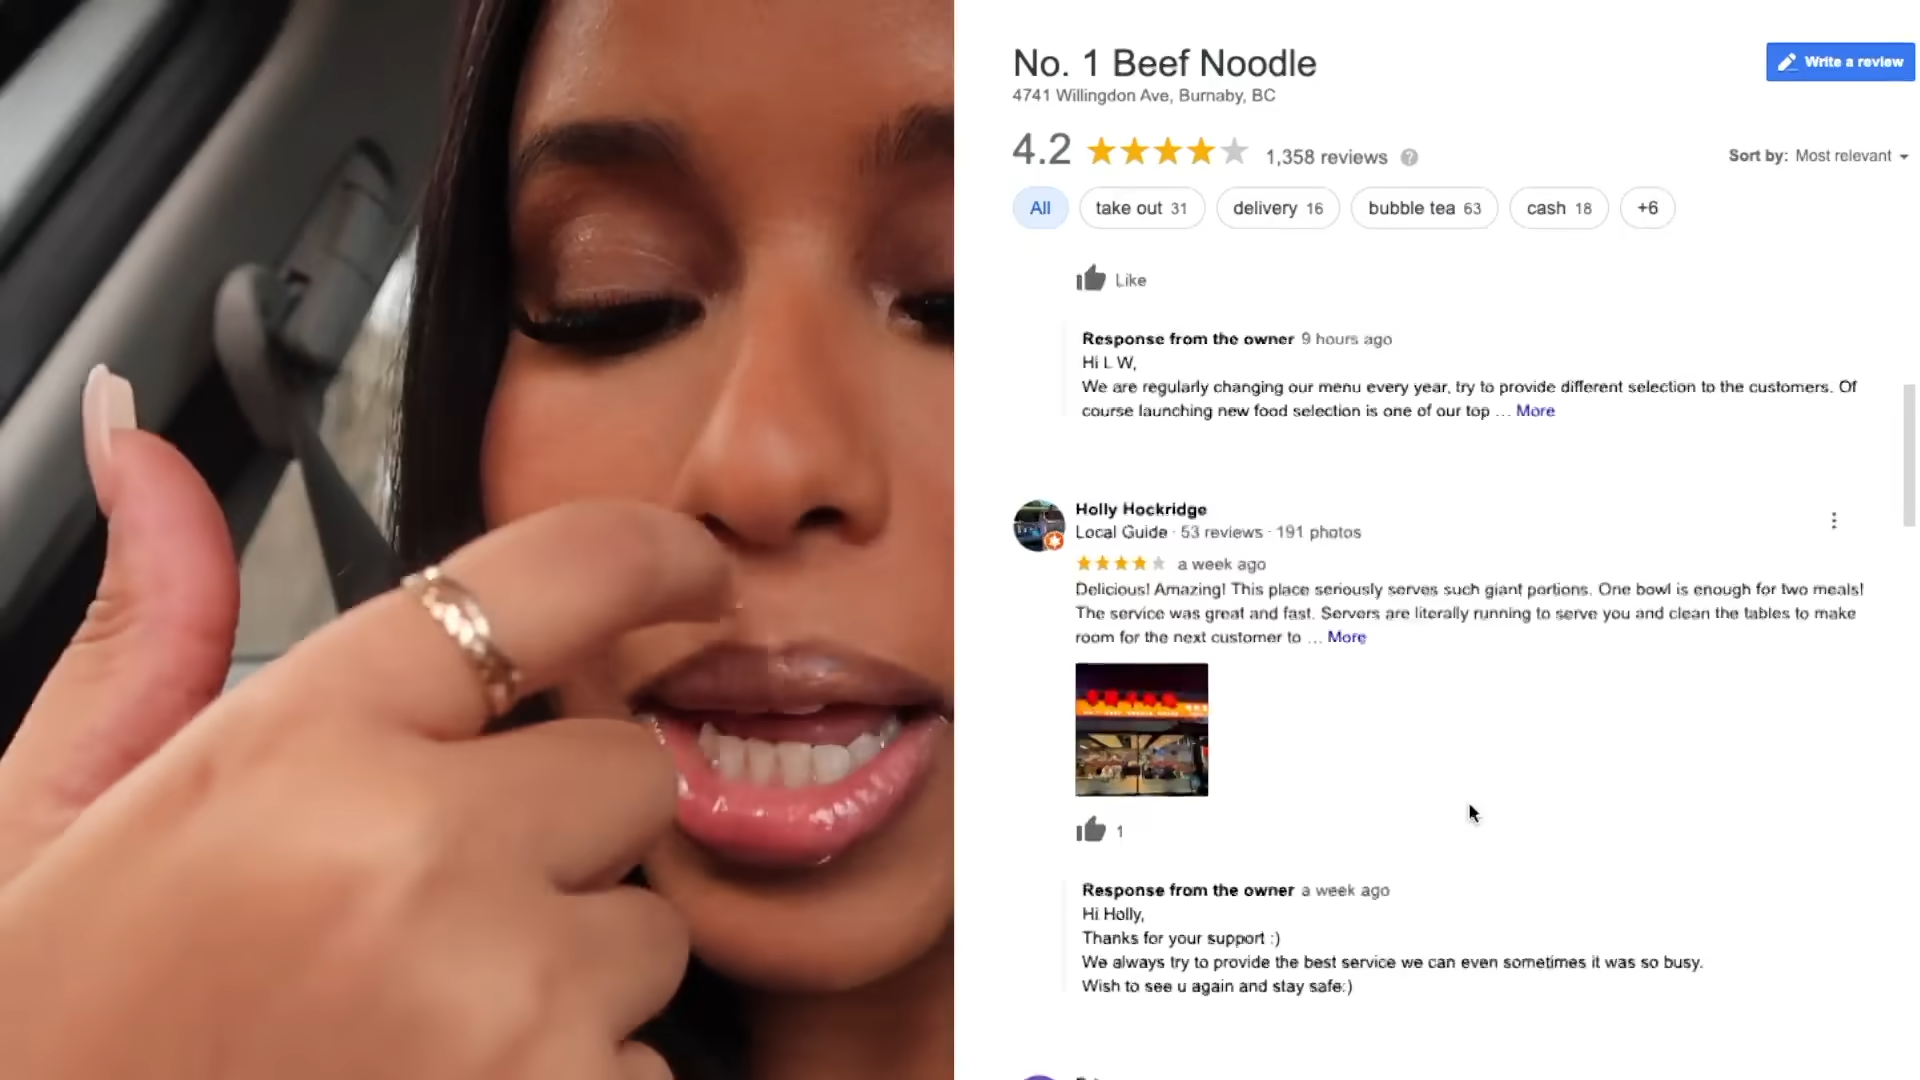 No. 1 Beef Noodle
Write a review
4741 Willingdon Ave, Burnaby, BC
4.2 1,358 reviews ?
Sort by: Most relevant
All take out 31 delivery 16 bubble tea 63 cash 18 +6
Like
Response from the owner 9 hours ago
Hi L W,
We are regularly changing our menu every year, try to provide different selection to the customers. Of
course launching new food selection is one of our top ... More
Holly Hockridge
Local Guide · 53 reviews · 191 photos
a week ago
Delicious! Amazing! This place seriously serves such giant portions. One bowl is enough for two meals!
The service was great and fast. Servers are literally running to serve you and clean the tables to make
room for the next customer to ... More
1
Response from the owner a week ago
Hi Holly,
Thanks for your support :)
We always try to provide the best service we can even sometimes it was so busy.
Wish to see u again and stay safe:)